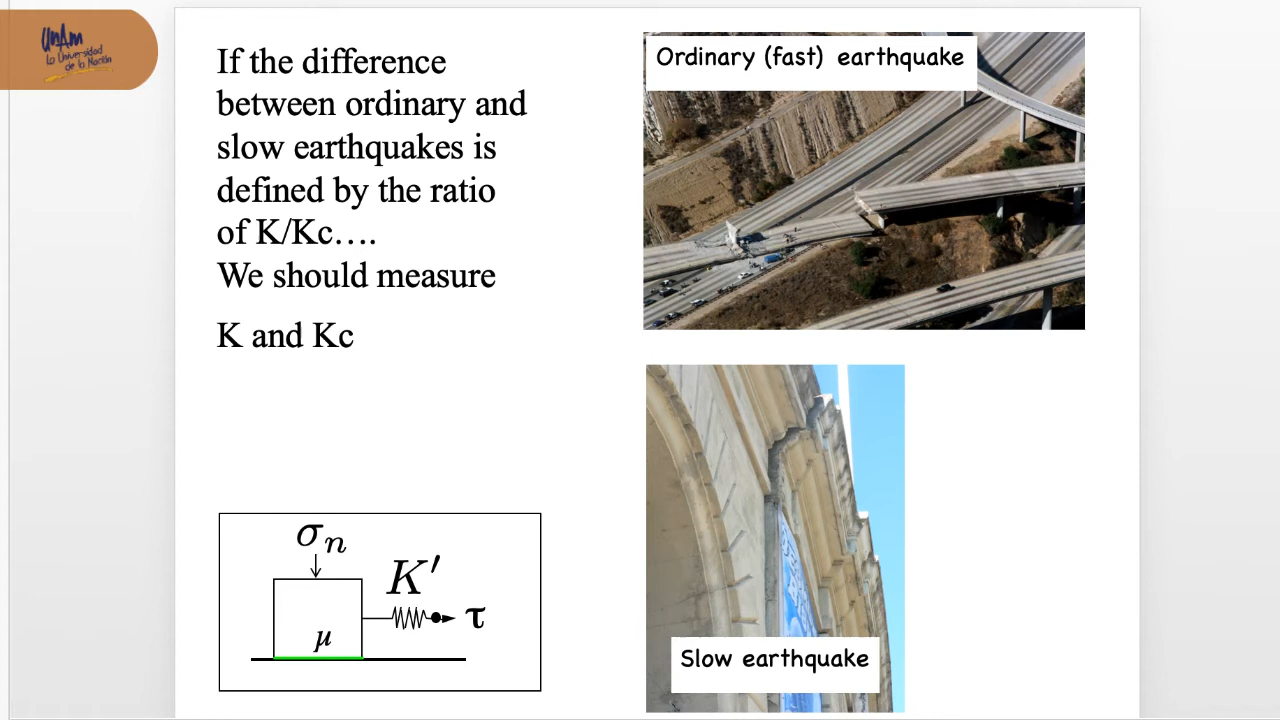 UnAm
La Universidad
de la Nación
If the difference
between ordinary and
slow earthquakes is
defined by the ratio
of K/Kc….
We should measure
K and Kc
Ordinary (fast) earthquake
Slow earthquake
σn
K′
τ
μ